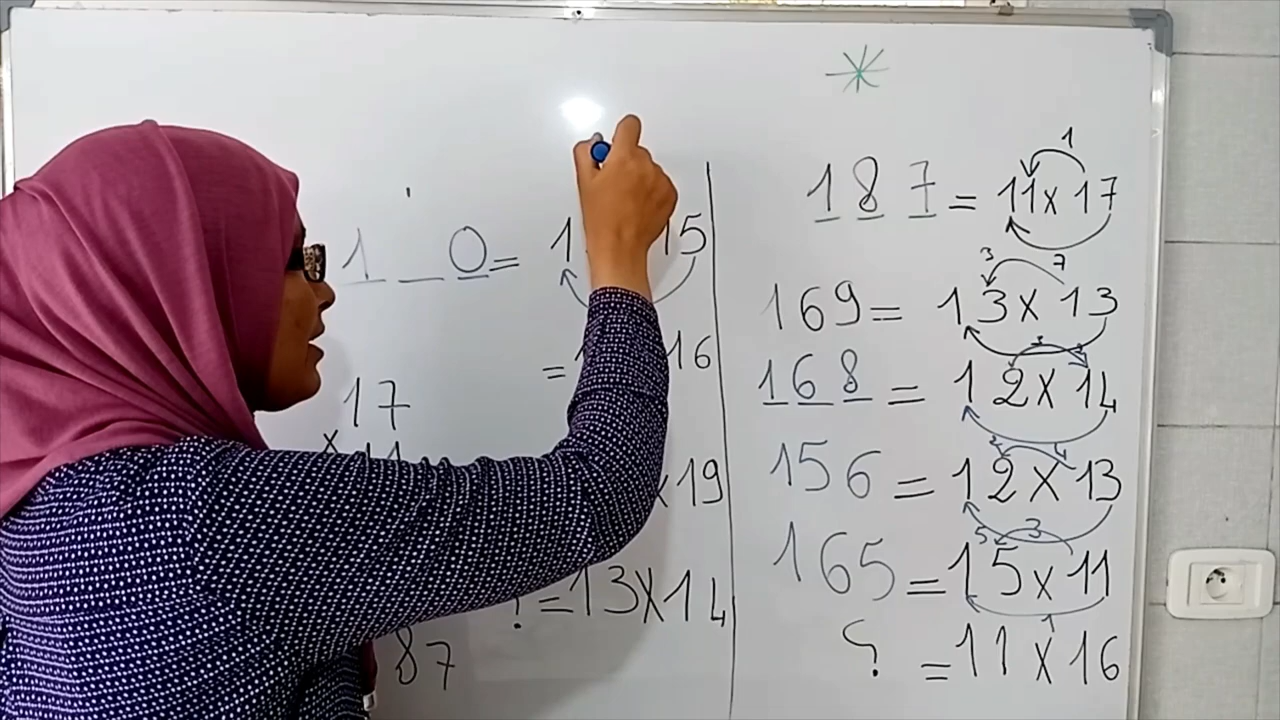 1 _ 0 = 1 15
= 16
17
×
19
? = 13 × 14
87
187 = 11 × 17
1
169 = 13 × 13
3 7
168 = 12 × 14
156 = 12 × 13
165 = 15 × 11
? = 11 × 16